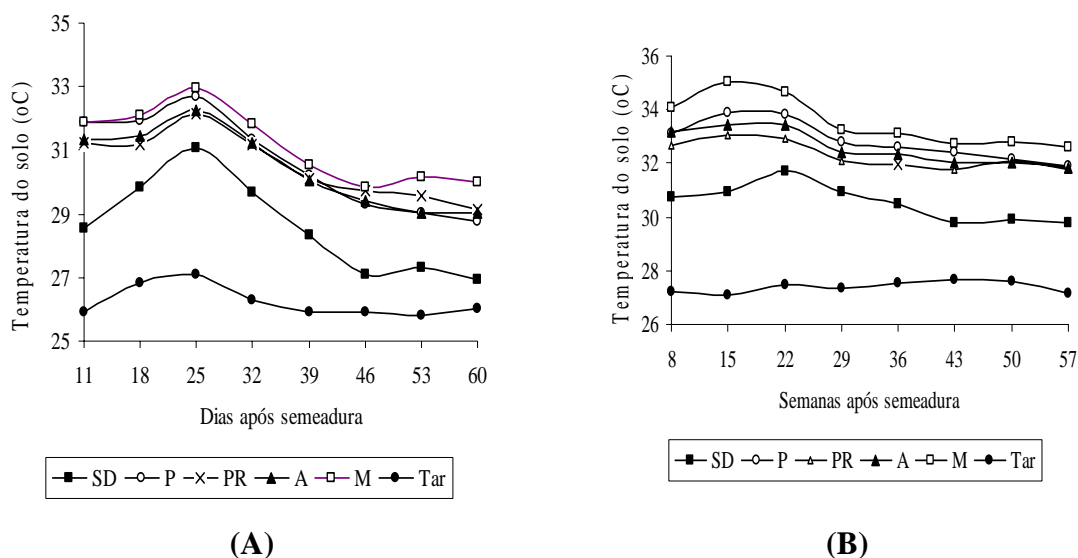 Temperatura do solo (oC)
35
33
31
29
27
25
11 18 25 32 39 46 53 60
Dias após semeadura
SD P PR A M Tar
(A)
Temperatura do solo (oC)
36
34
32
30
28
26
8 15 22 29 36 43 50 57
Semanas após semeadura
SD P PR A M Tar
(B)